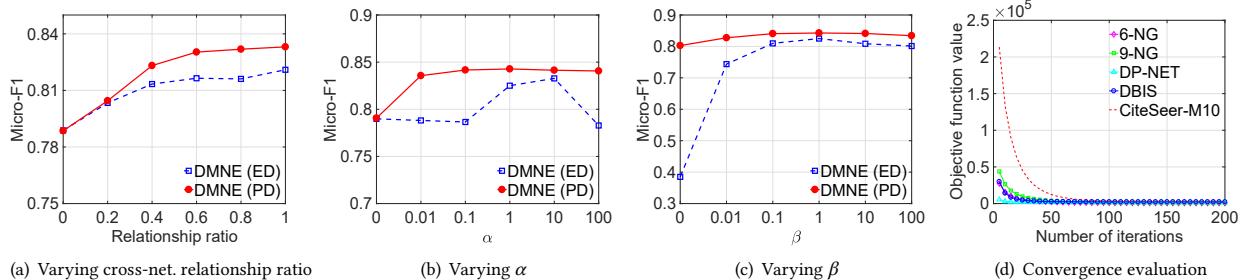 0.84
0.81
0.78
0.75
Micro-F1
DMNE (ED)
DMNE (PD)
0 0.2 0.4 0.6 0.8 1
Relationship ratio
(a) Varying cross-net. relationship ratio
0.9
0.85
0.8
0.75
0.7
Micro-F1
DMNE (ED)
DMNE (PD)
0 0.01 0.1 1 10 100
α
(b) Varying α
0.9
0.8
0.7
0.6
0.5
0.4
0.3
Micro-F1
DMNE (ED)
DMNE (PD)
0 0.01 0.1 1 10 100
β
(c) Varying β
×10⁵
2.5
2
1.5
1
0.5
0
Objective function value
6-NG
9-NG
DP-NET
DBIS
CiteSeer-M10
0 50 100 150 200
Number of iterations
(d) Convergence evaluation